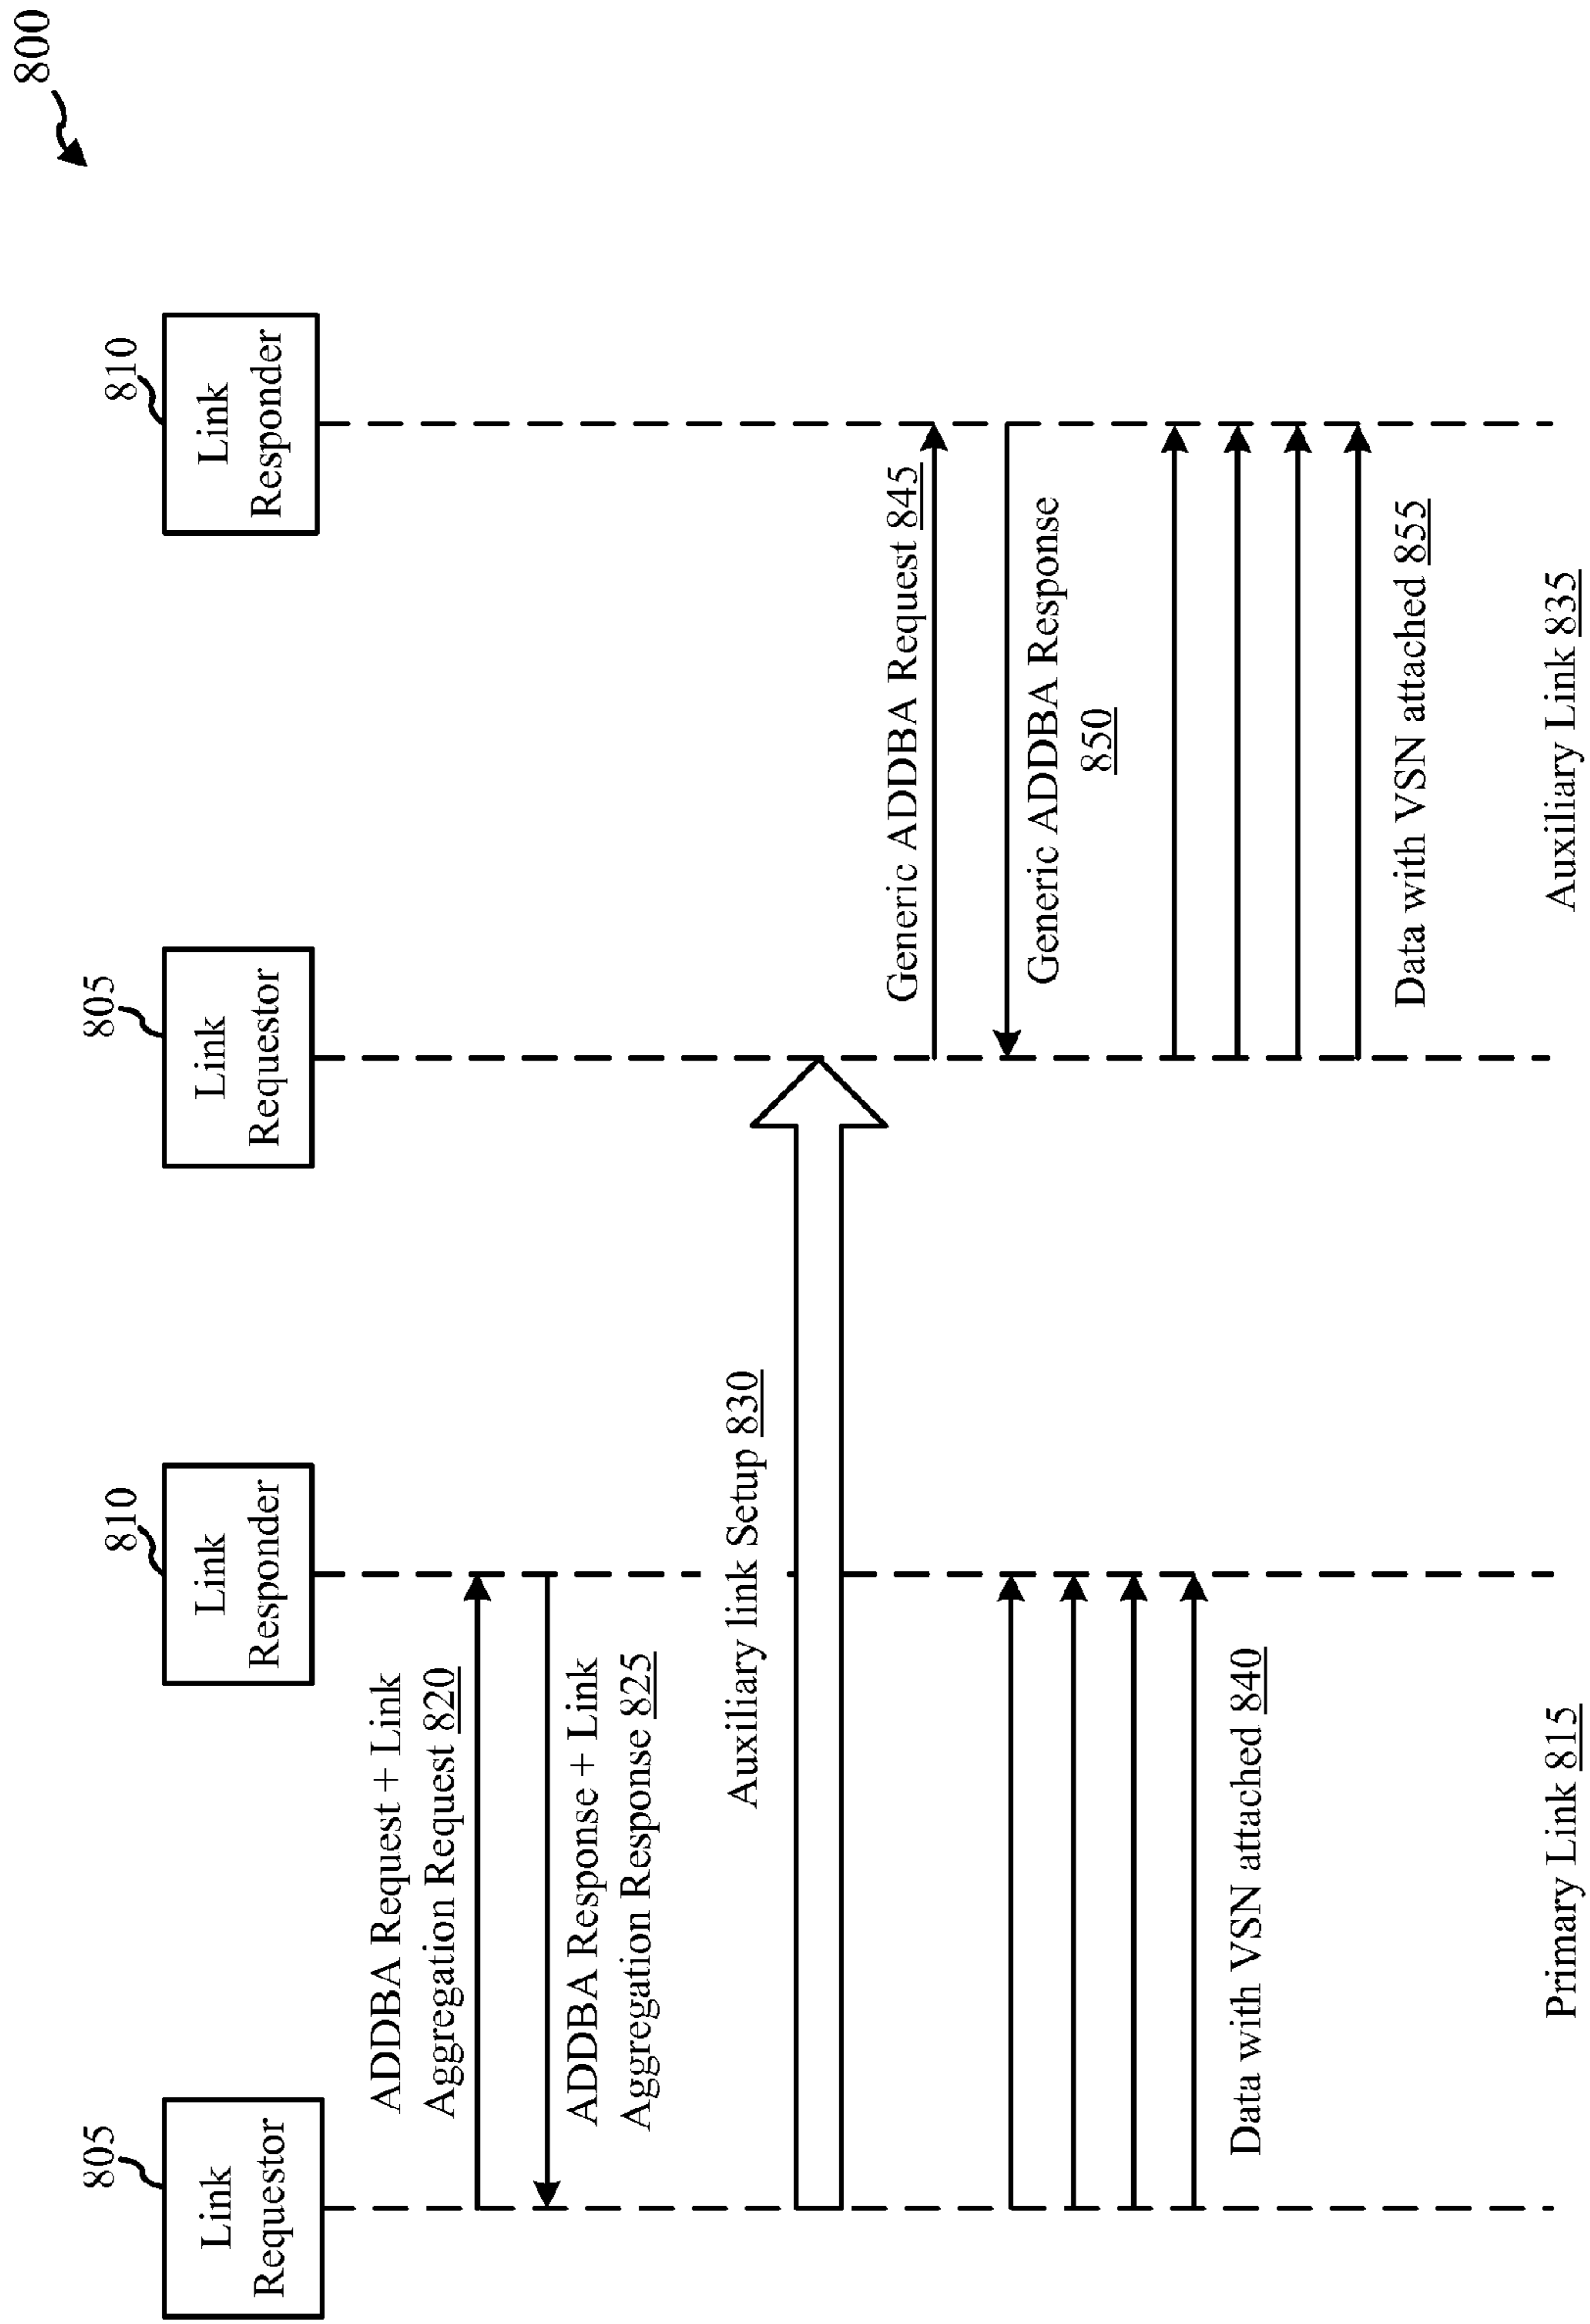 800
805
810
805
810
Link
Requestor
Link
Responder
Link
Requestor
Link
Responder
ADDBA Request + Link
Aggregation Request 820
ADDBA Response + Link
Aggregation Response 825
Auxiliary link Setup 830
Generic ADDBA Request 845
Generic ADDBA Response
850
Data with VSN attached 840
Data with VSN attached 855
Primary Link 815
Auxiliary Link 835